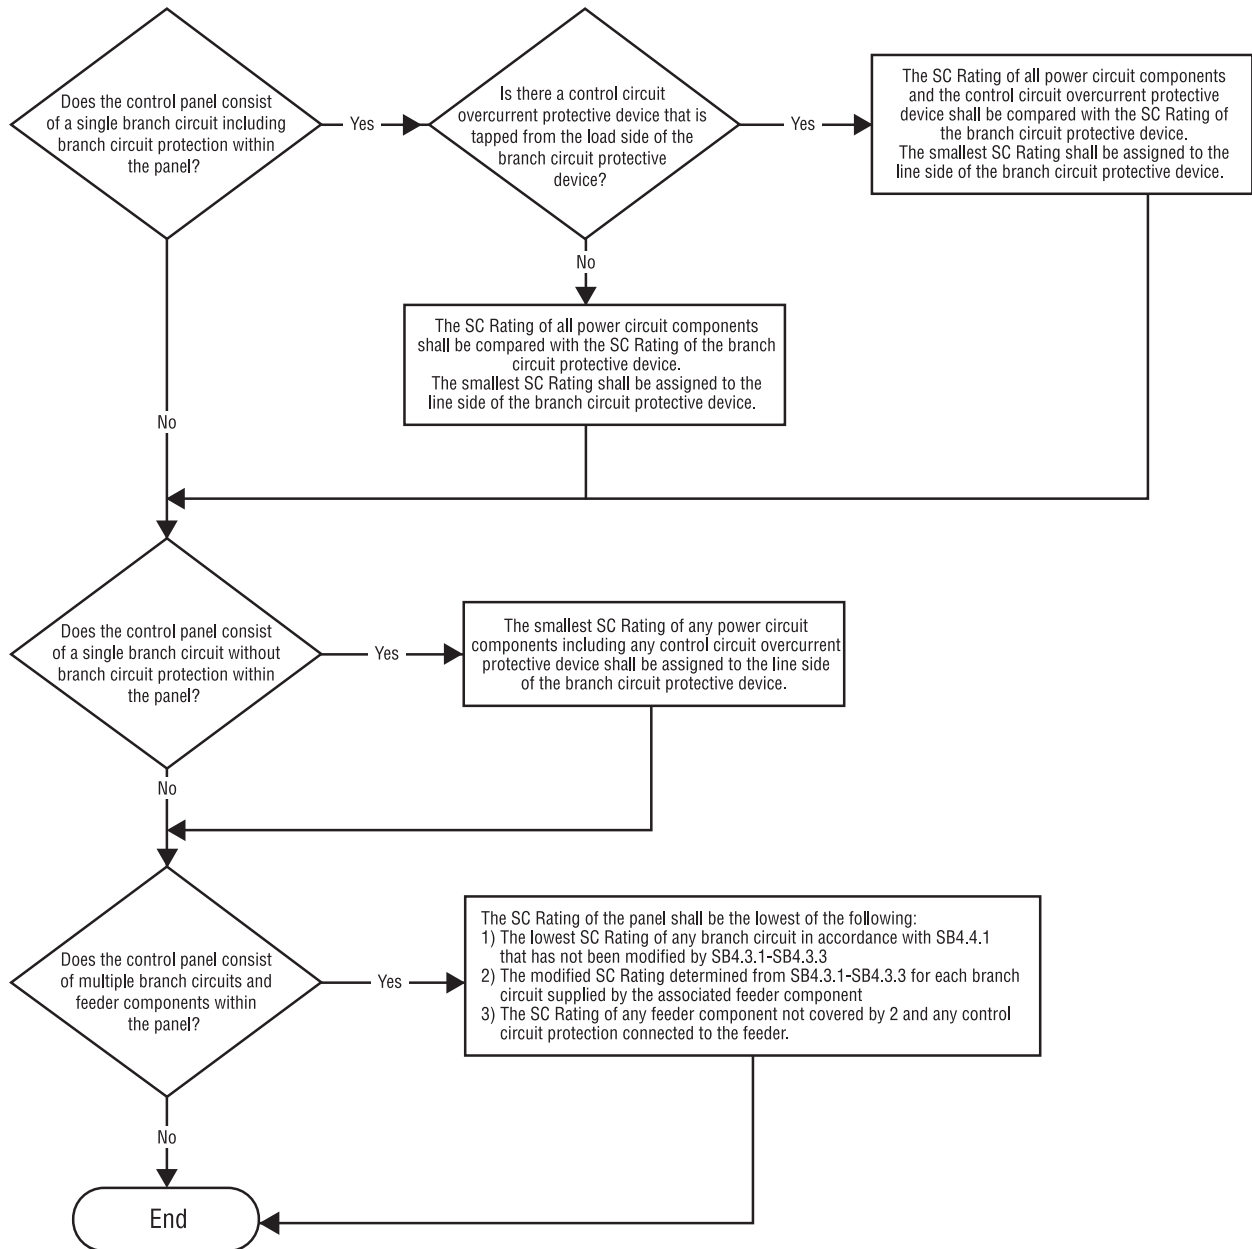 Does the control panel consist
of a single branch circuit including
branch circuit protection within
the panel?
Yes
Is there a control circuit
overcurrent protective device that is
tapped from the load side of the
branch circuit protective
device?
Yes
The SC Rating of all power circuit components
and the control circuit overcurrent protective
device shall be compared with the SC Rating of
the branch circuit protective device.
The smallest SC Rating shall be assigned to the
line side of the branch circuit protective device.
No
The SC Rating of all power circuit components
shall be compared with the SC Rating of the branch
circuit protective device.
The smallest SC Rating shall be assigned to the
line side of the branch circuit protective device.
No
Does the control panel consist
of a single branch circuit without
branch circuit protection within
the panel?
Yes
The smallest SC Rating of any power circuit
components including any control circuit overcurrent
protective device shall be assigned to the line side
of the branch circuit protective device.
No
Does the control panel consist
of multiple branch circuits and
feeder components within
the panel?
Yes
The SC Rating of the panel shall be the lowest of the following:
1) The lowest SC Rating of any branch circuit in accordance with SB4.4.1
that has not been modified by SB4.3.1-SB4.3.3
2) The modified SC Rating determined from SB4.3.1-SB4.3.3 for each branch
circuit supplied by the associated feeder component
3) The SC Rating of any feeder component not covered by 2 and any control
circuit protection connected to the feeder.
No
End